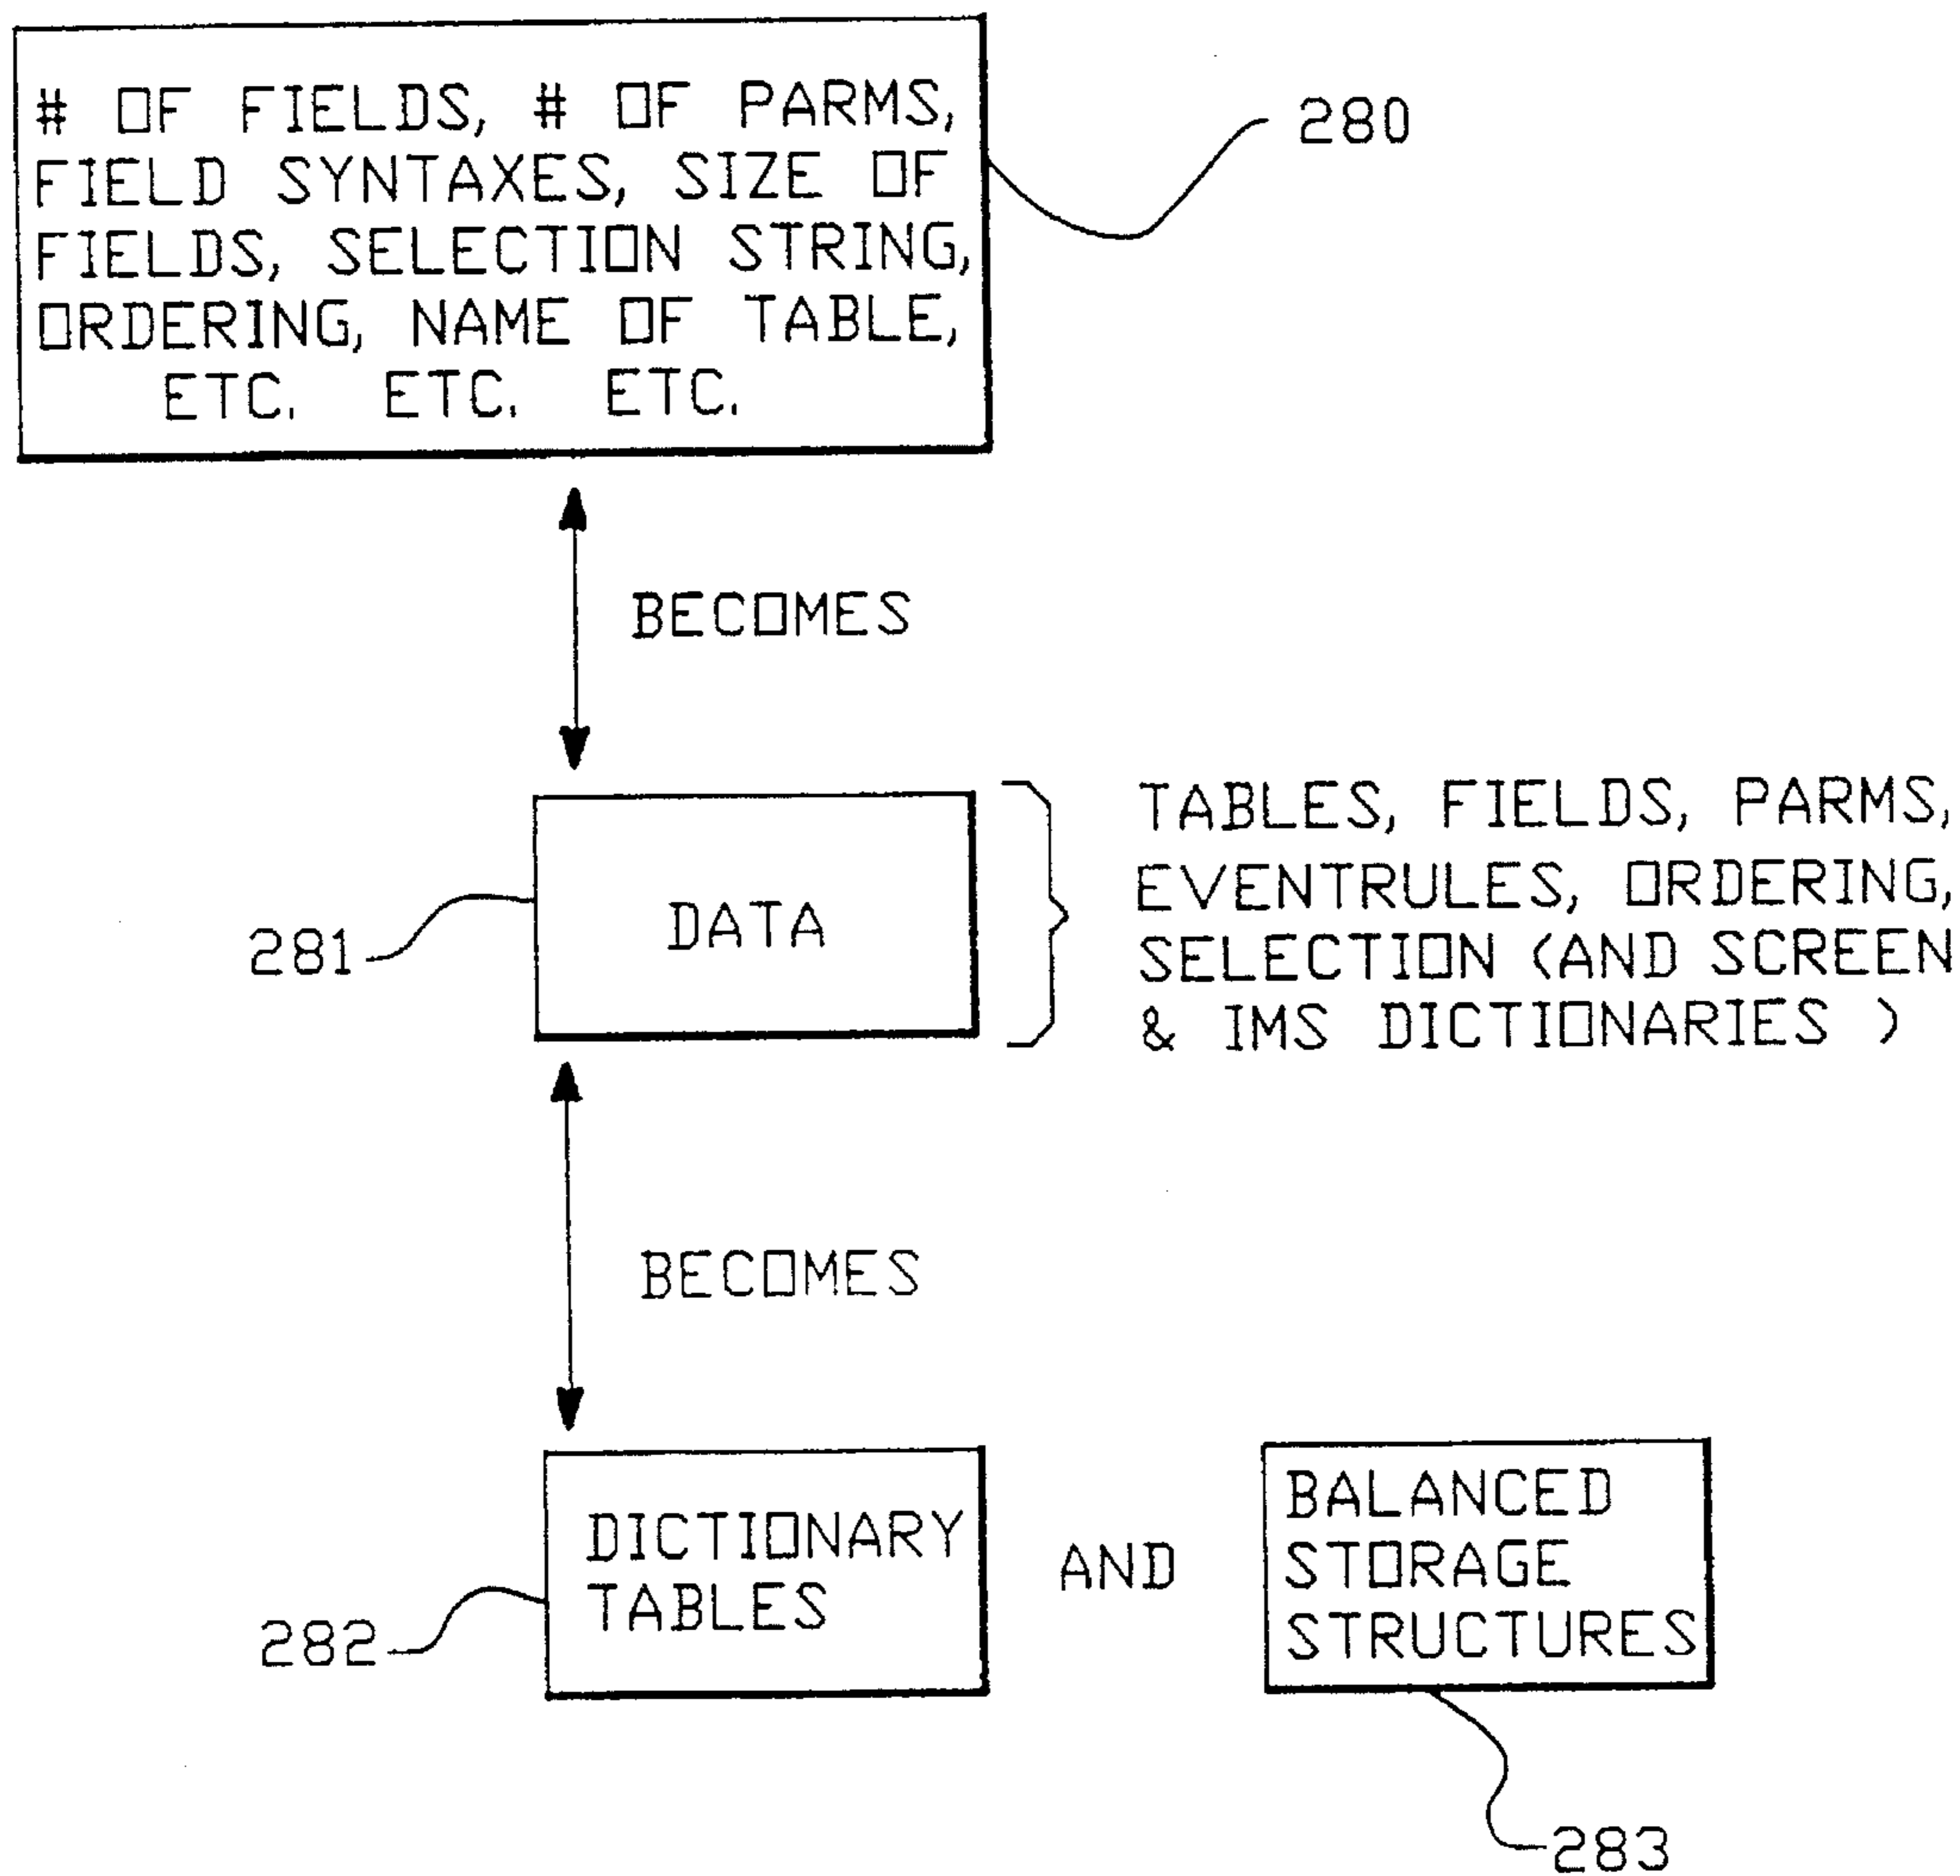 # OF FIELDS, # OF PARMS,
FIELD SYNTAXES, SIZE OF
FIELDS, SELECTION STRING,
ORDERING, NAME OF TABLE,
ETC. ETC. ETC.
280
BECOMES
DATA
281
TABLES, FIELDS, PARMS,
EVENTRULES, ORDERING,
SELECTION (AND SCREEN
& IMS DICTIONARIES )
BECOMES
DICTIONARY
TABLES
282
AND
BALANCED
STORAGE
STRUCTURES
283